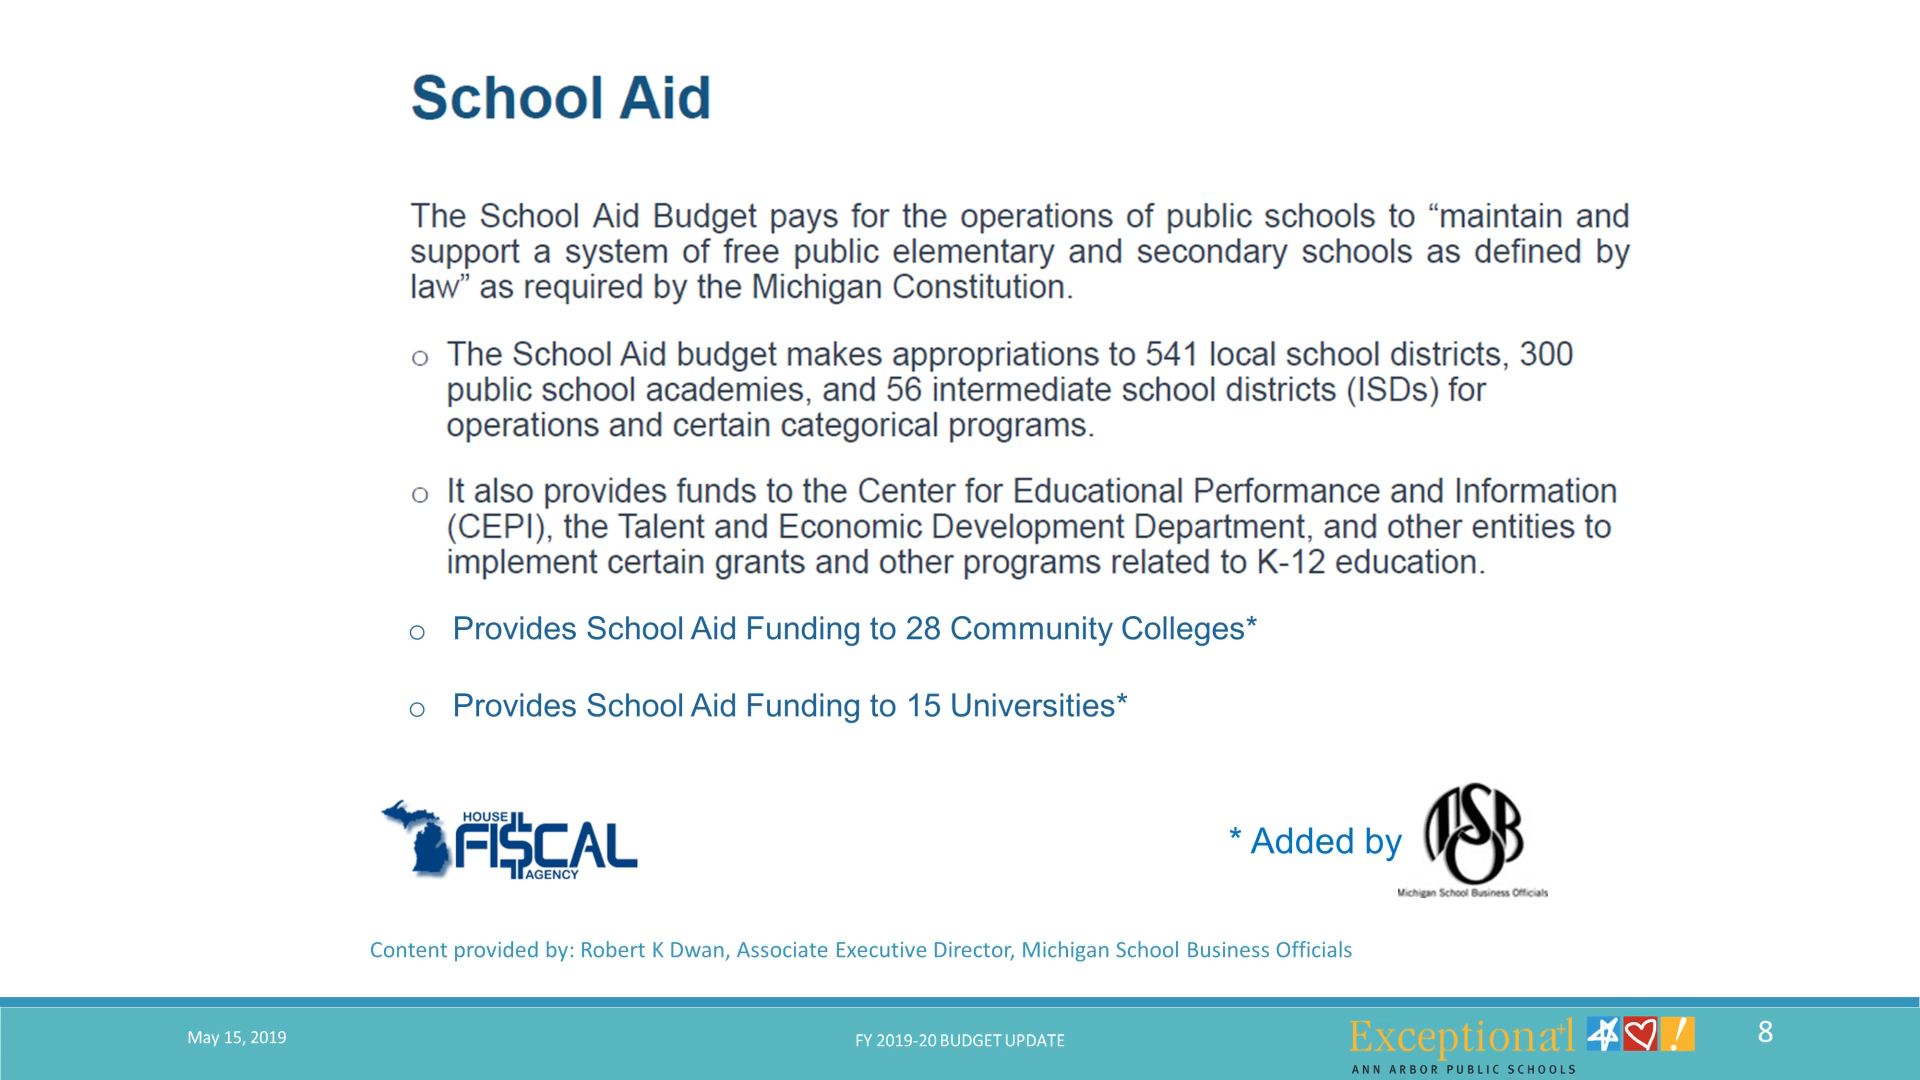 School Aid
The School Aid Budget pays for the operations of public schools to “maintain and
support a system of free public elementary and secondary schools as defined by
law” as required by the Michigan Constitution.
o The School Aid budget makes appropriations to 541 local school districts, 300
public school academies, and 56 intermediate school districts (ISDs) for
operations and certain categorical programs.
o It also provides funds to the Center for Educational Performance and Information
(CEPI), the Talent and Economic Development Department, and other entities to
implement certain grants and other programs related to K-12 education.
o Provides School Aid Funding to 28 Community Colleges*
o Provides School Aid Funding to 15 Universities*
HOUSE
FI$CAL
AGENCY
* Added by
MSBO
Michigan School Business Officials
Content provided by: Robert K Dwan, Associate Executive Director, Michigan School Business Officials
May 15, 2019
FY 2019-20 BUDGET UPDATE
Exceptional
!
ANN ARBOR PUBLIC SCHOOLS
8